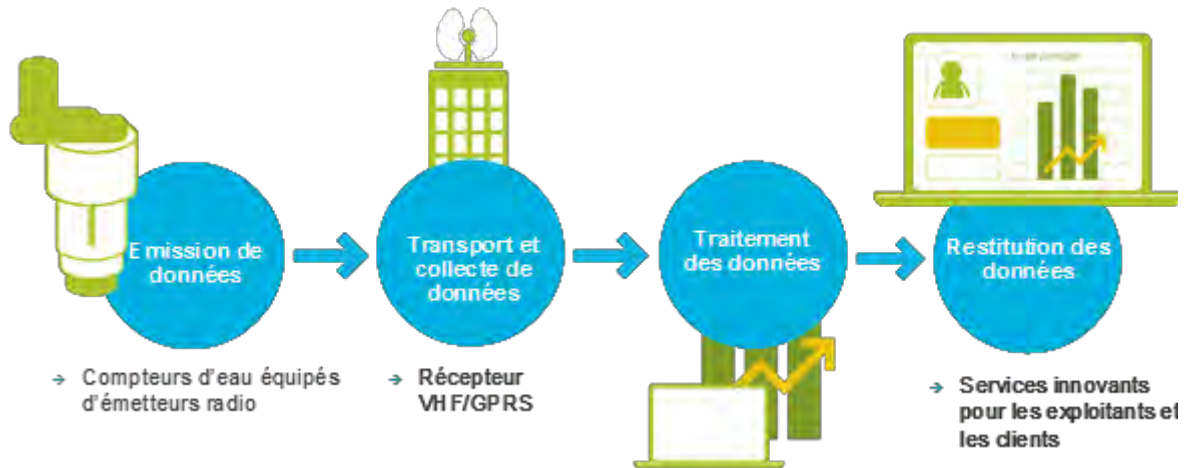 Emission de
données
Transport et
collecte de
données
Traitement
des données
Restitution des
données
→ Compteurs d'eau équipés
d'émetteurs radio
→ Récepteur
VHF/GPRS
→ Services innovants
pour les exploitants et
les clients